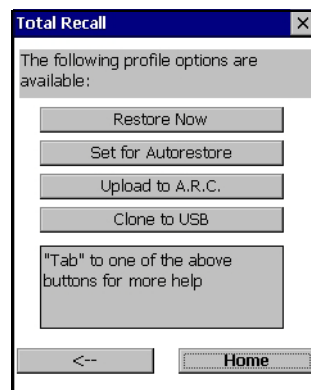 Total Recall
The following profile options are
available:
Restore Now
Set for Autorestore
Upload to A.R.C.
Clone to USB
"Tab" to one of the above
buttons for more help
<-- Home